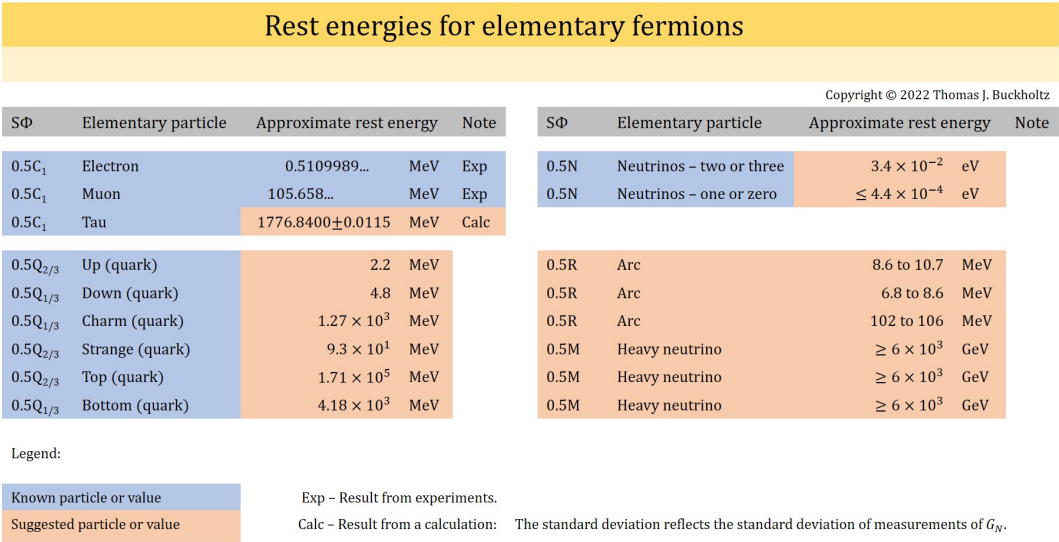 Rest energies for elementary fermions
Copyright © 2022 Thomas J. Buckholtz
SΦ Elementary particle Approximate rest energy Note
0.5C₁ Electron 0.5109989... MeV Exp
0.5C₁ Muon 105.658... MeV Exp
0.5C₁ Tau 1776.8400±0.0115 MeV Calc
0.5Q₂/₃ Up (quark) 2.2 MeV
0.5Q₁/₃ Down (quark) 4.8 MeV
0.5Q₁/₃ Charm (quark) 1.27 × 10³ MeV
0.5Q₂/₃ Strange (quark) 9.3 × 10¹ MeV
0.5Q₂/₃ Top (quark) 1.71 × 10⁵ MeV
0.5Q₁/₃ Bottom (quark) 4.18 × 10³ MeV
SΦ Elementary particle Approximate rest energy Note
0.5N Neutrinos – two or three 3.4 × 10⁻² eV
0.5N Neutrinos – one or zero ≤ 4.4 × 10⁻⁴ eV
0.5R Arc 8.6 to 10.7 MeV
0.5R Arc 6.8 to 8.6 MeV
0.5R Arc 102 to 106 MeV
0.5M Heavy neutrino ≥ 6 × 10³ GeV
0.5M Heavy neutrino ≥ 6 × 10³ GeV
0.5M Heavy neutrino ≥ 6 × 10³ GeV
Legend:
Known particle or value Exp – Result from experiments.
Suggested particle or value Calc – Result from a calculation: The standard deviation reflects the standard deviation of measurements of G_N.